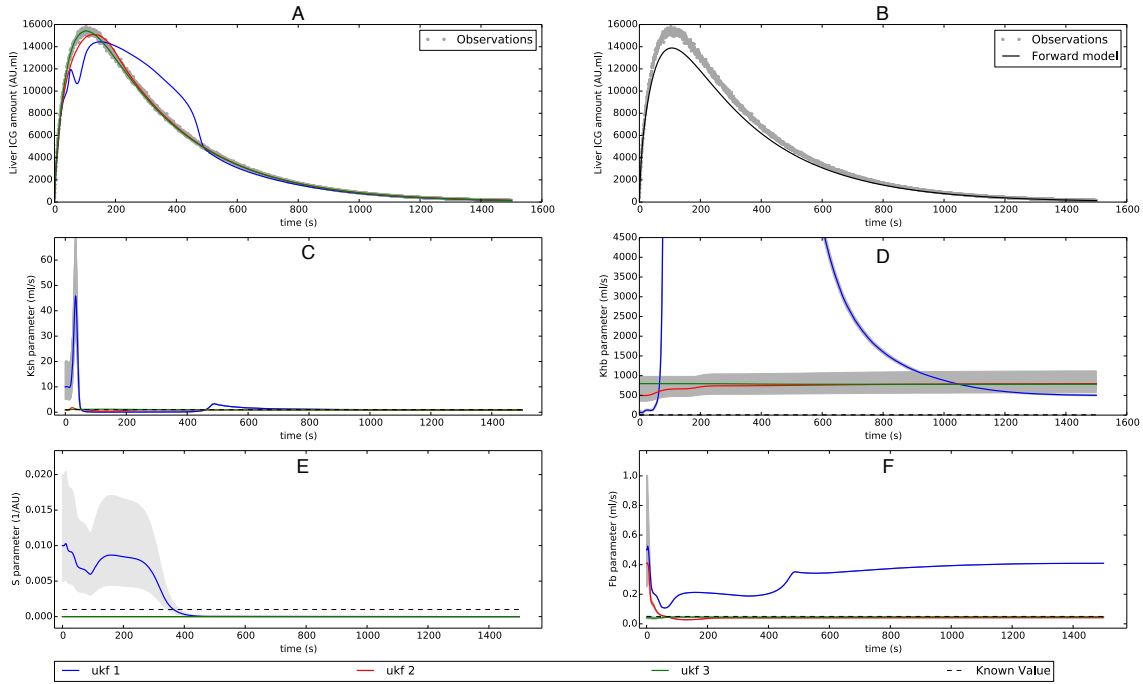 A
B
16000
14000
12000
10000
8000
6000
4000
2000
0
Liver ICG amount (AU,ml)
Observations
0 200 400 600 800 1000 1200 1400 1600
time (s)
16000
14000
12000
10000
8000
6000
4000
2000
0
Liver ICG amount (AU,ml)
Observations
Forward model
0 200 400 600 800 1000 1200 1400 1600
time (s)
C
60
50
40
30
20
10
0
Ksh parameter (ml/s)
0 200 400 600 800 1000 1200 1400
time (s)
D
4500
4000
3500
3000
2500
2000
1500
1000
500
0
Khb parameter (ml/s)
0 200 400 600 800 1000 1200 1400 1600
time (s)
E
0.020
0.015
0.010
0.005
0.000
S parameter (1/AU)
0 200 400 600 800 1000 1200 1400
time (s)
F
1.0
0.8
0.6
0.4
0.2
0.0
Fb parameter (ml/s)
0 200 400 600 800 1000 1200 1400
time (s)
ukf 1 ukf 2 ukf 3 Known Value